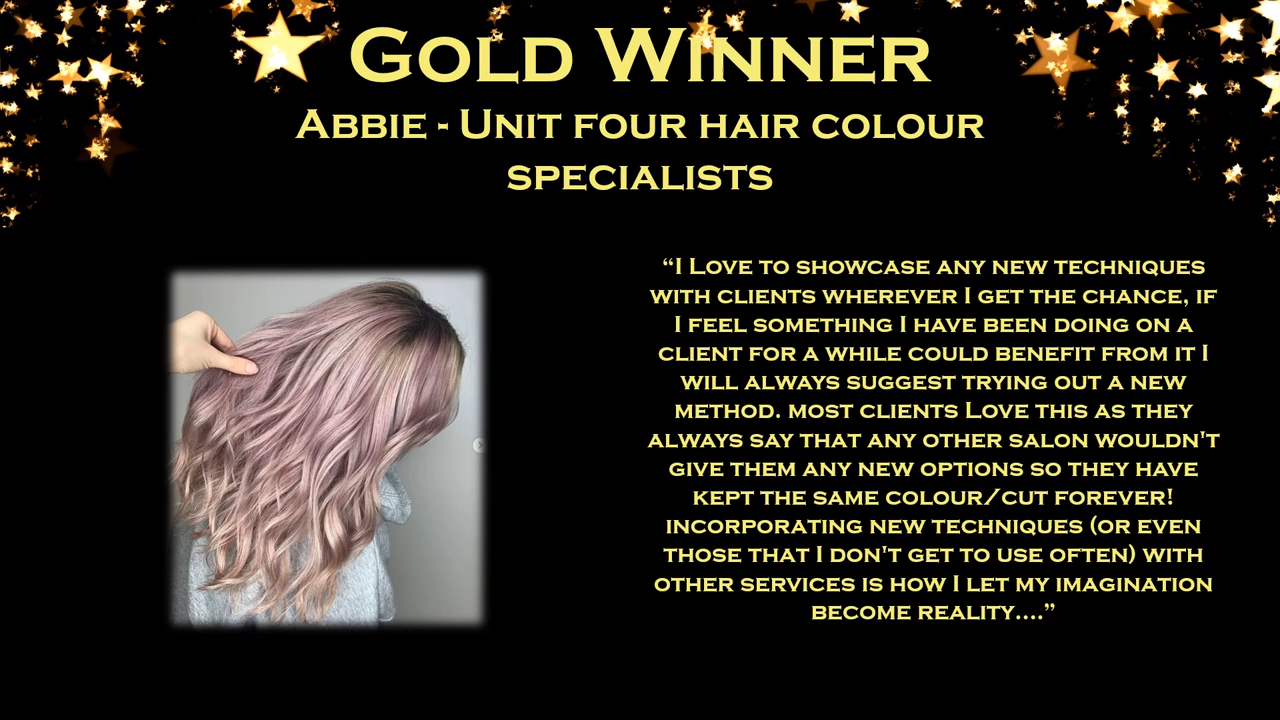 Gold Winner
Abbie - Unit four hair colour
specialists
“I Love to showcase any new techniques
with clients wherever I get the chance, if
I feel something I have been doing on a
client for a while could benefit from it I
will always suggest trying out a new
method. most clients Love this as they
always say that any other salon wouldn't
give them any new options so they have
kept the same colour/cut forever!
incorporating new techniques (or even
those that I don't get to use often) with
other services is how I let my imagination
become reality....”